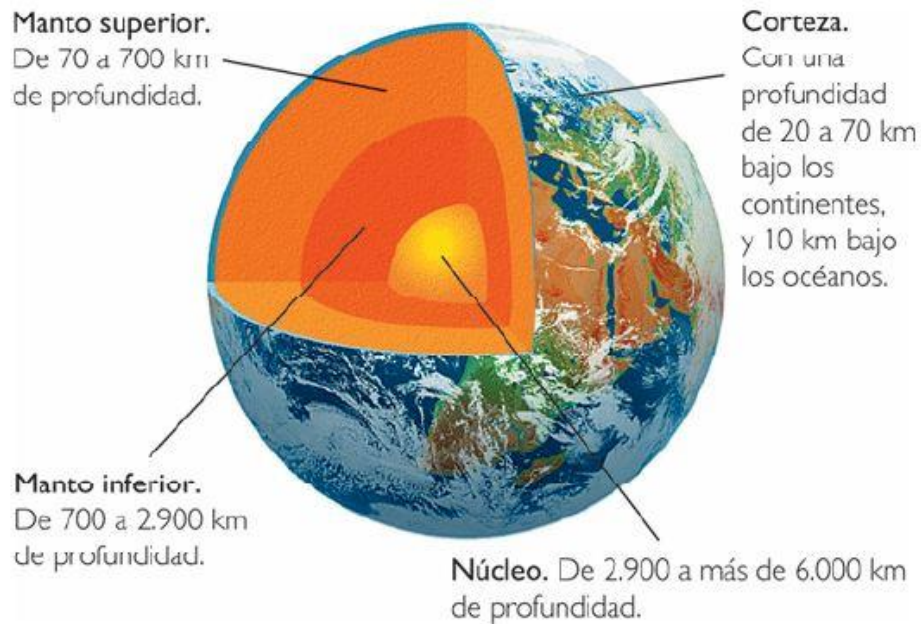 Manto superior.
De 70 a 700 km
de profundidad.
Corteza.
Con una
profundidad
de 20 a 70 km
bajo los
continentes,
y 10 km bajo
los océanos.
Manto inferior.
De 700 a 2.900 km
de profundidad.
Núcleo. De 2.900 a más de 6.000 km
de profundidad.